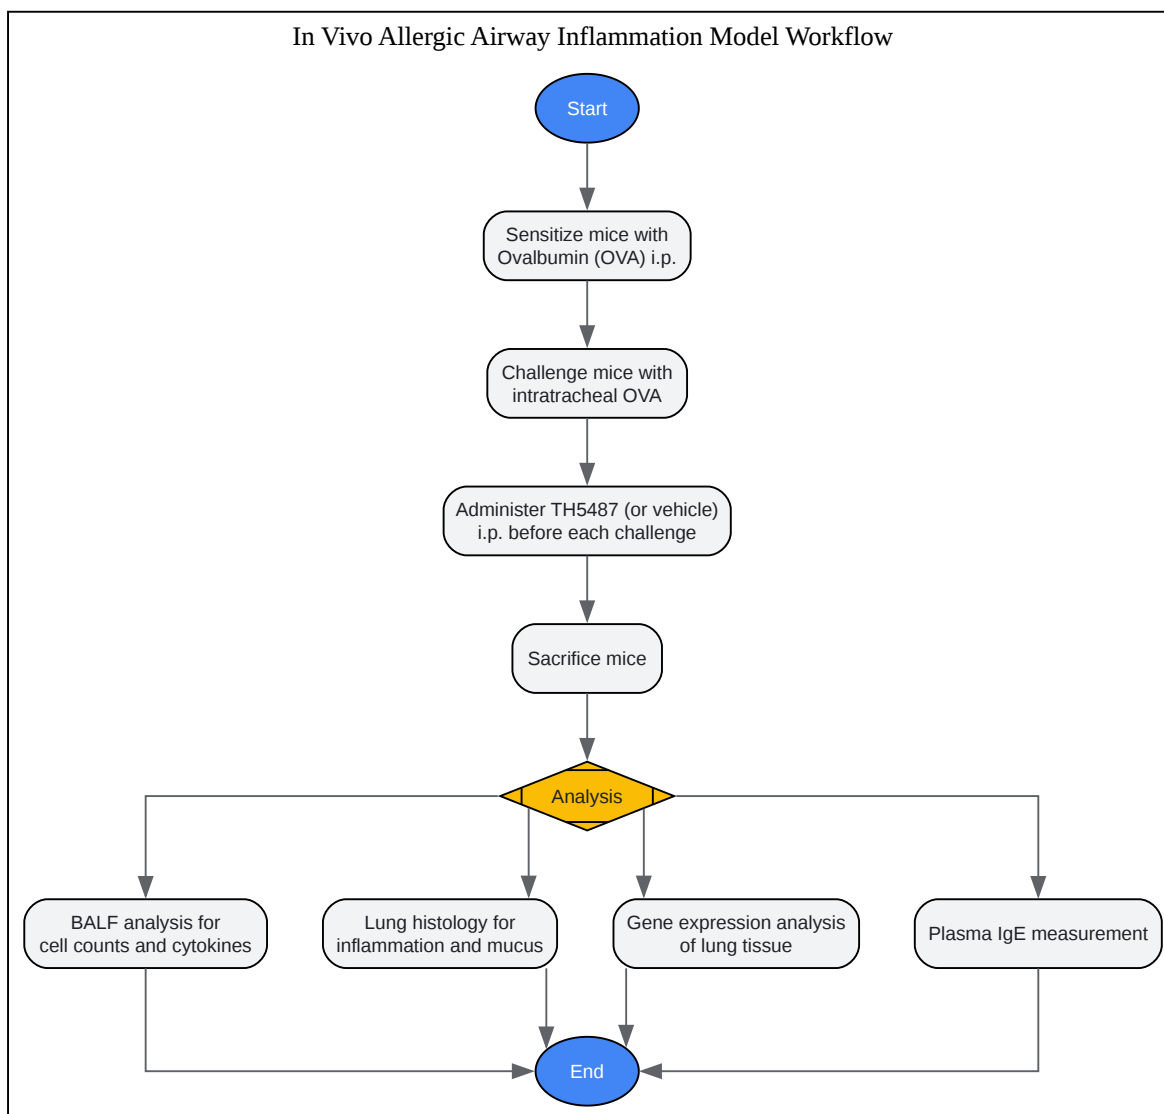 In Vivo Allergic Airway Inflammation Model Workflow
Start
Sensitize mice with
Ovalbumin (OVA) i.p.
Challenge mice with
intratracheal OVA
Administer TH5487 (or vehicle)
i.p. before each challenge
Sacrifice mice
Analysis
BALF analysis for
cell counts and cytokines
Lung histology for
inflammation and mucus
Gene expression analysis
of lung tissue
Plasma IgE measurement
End